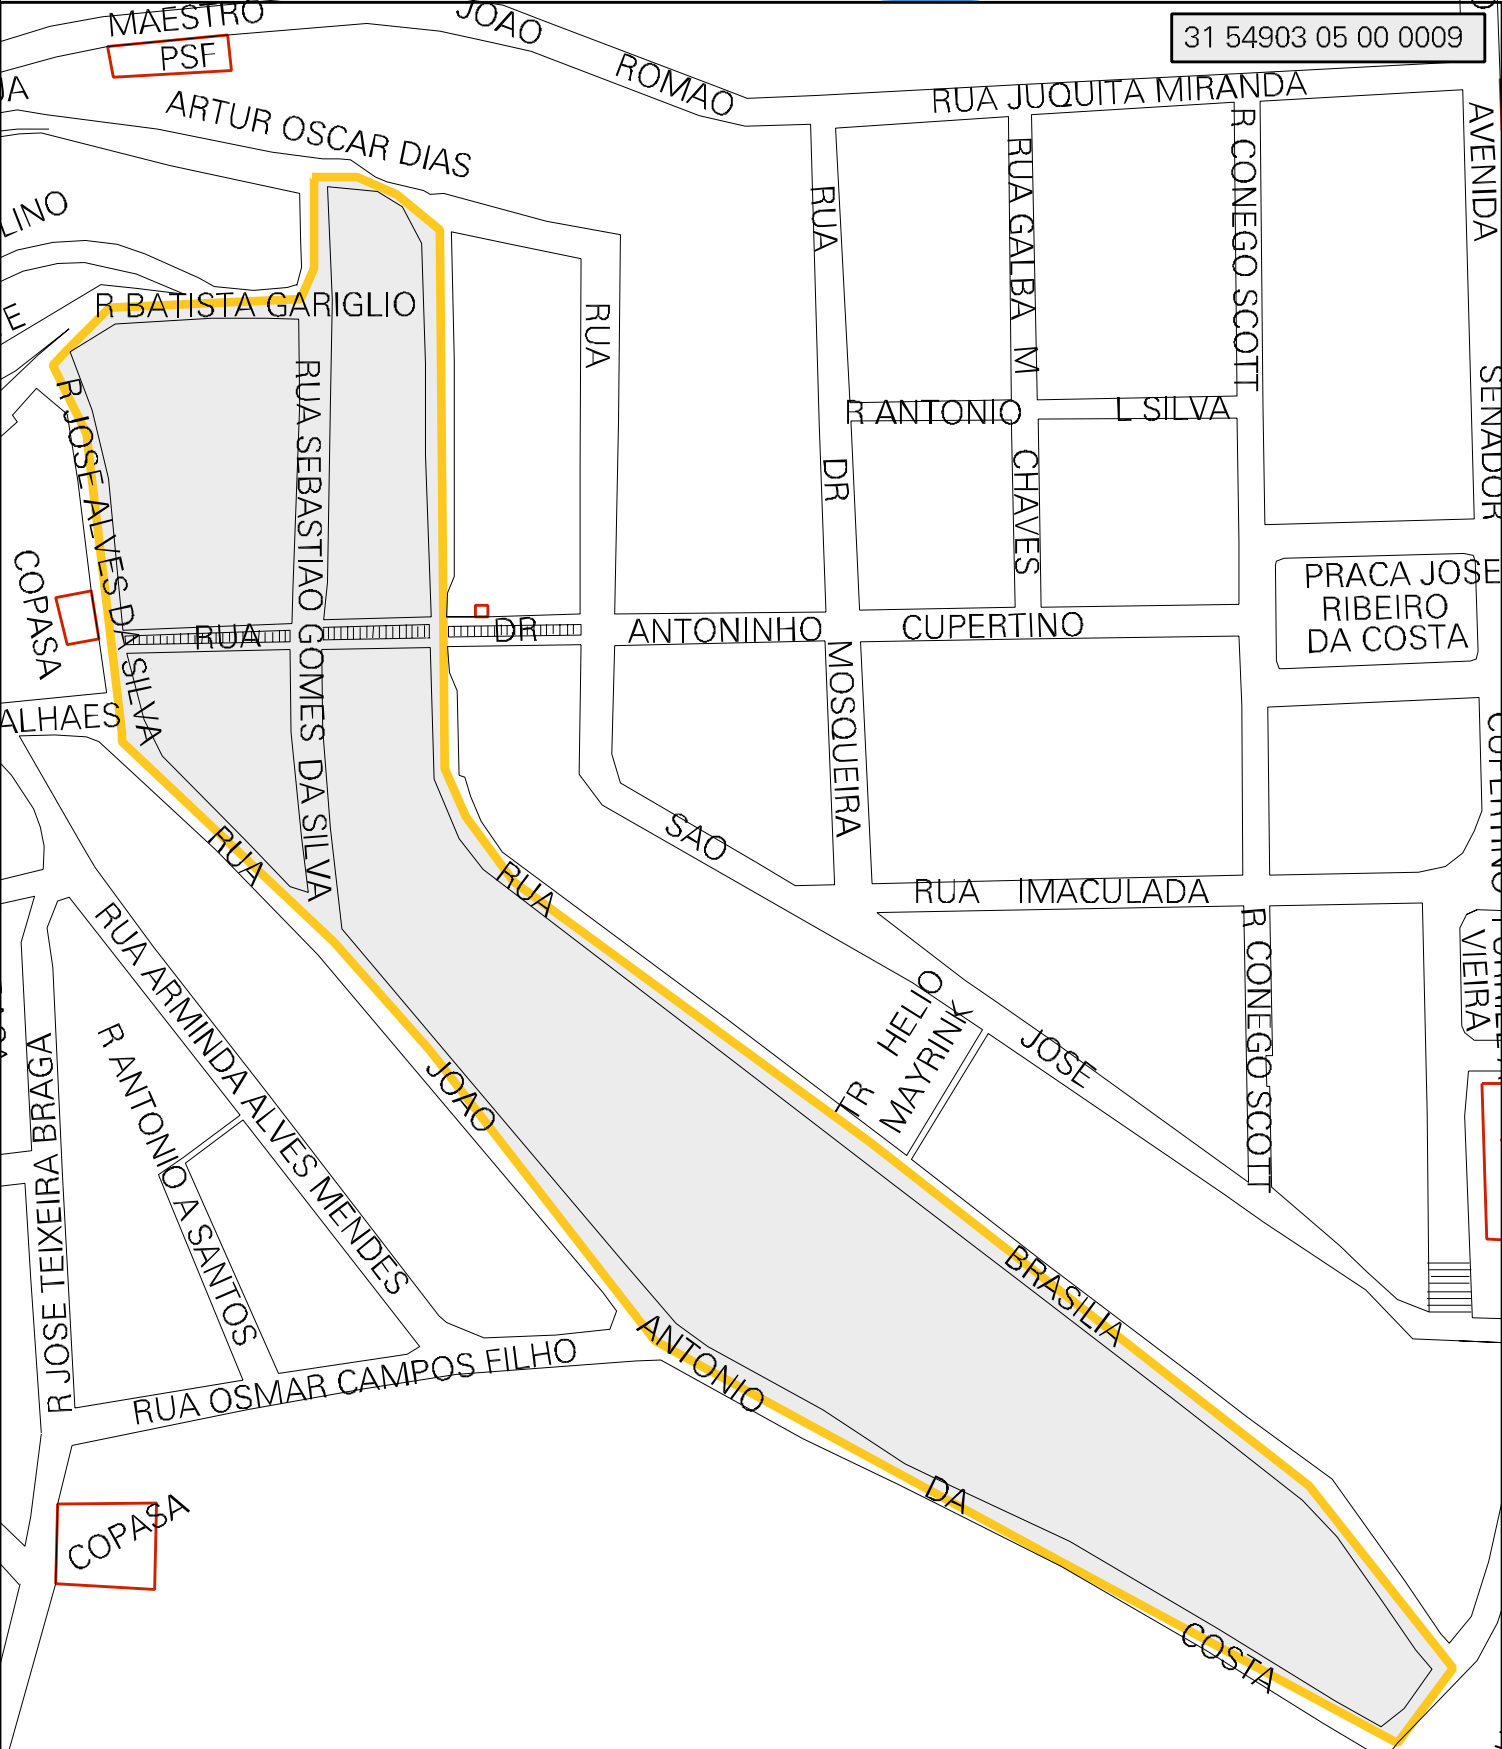 MAESTRO
JOAO
ROMAO
31 54903 05 00 0009
PSF
ARTUR OSCAR DIAS
RUA JUQUITA MIRANDA
RUA GALBA M
CHAVES
R CONEGO SCOTT
AVENIDA
SENADOR
RUA
DR
MOSQUEIRA
R BATISTA GARIGLIO
RUA
R JOSE ALVES DA SILVA
RUA SEBASTIAO GOMES DA SILVA
R ANTONIO
L SILVA
COPASA
RUA
DR
ANTONINHO
CUPERTINO
PRACA JOSE
RIBEIRO
DA COSTA
SAO
JOSE
RUA
RUA
RUA IMACULADA
R CONEGO SCOTT
VIEIRA
TR HELIO
MAYRINK
RUA ARMINDA ALVES MENDES
R ANTONIO A SANTOS
R JOSE TEIXEIRA BRAGA
JOAO
ANTONIO
DA
COSTA
BRASILIA
RUA OSMAR CAMPOS FILHO
COPASA